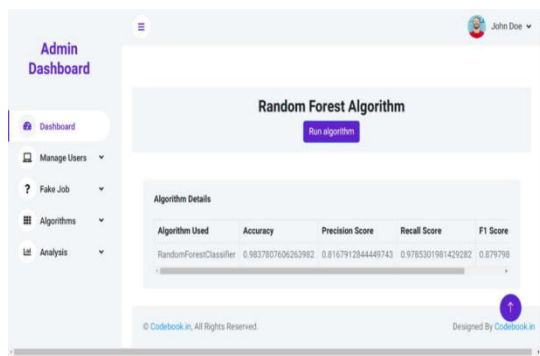 Admin
Dashboard
Dashboard
Manage Users
Fake Job
Algorithms
Analysis
John Doe
Random Forest Algorithm
Run algorithm
Algorithm Details
Algorithm Used Accuracy Precision Score Recall Score F1 Score
RandomForestClassifier 0.9837807606262982 0.8167912844449743 0.9785301981429282 0.879798
© Codebook.in, All Rights Reserved.
Designed By Codebook.in